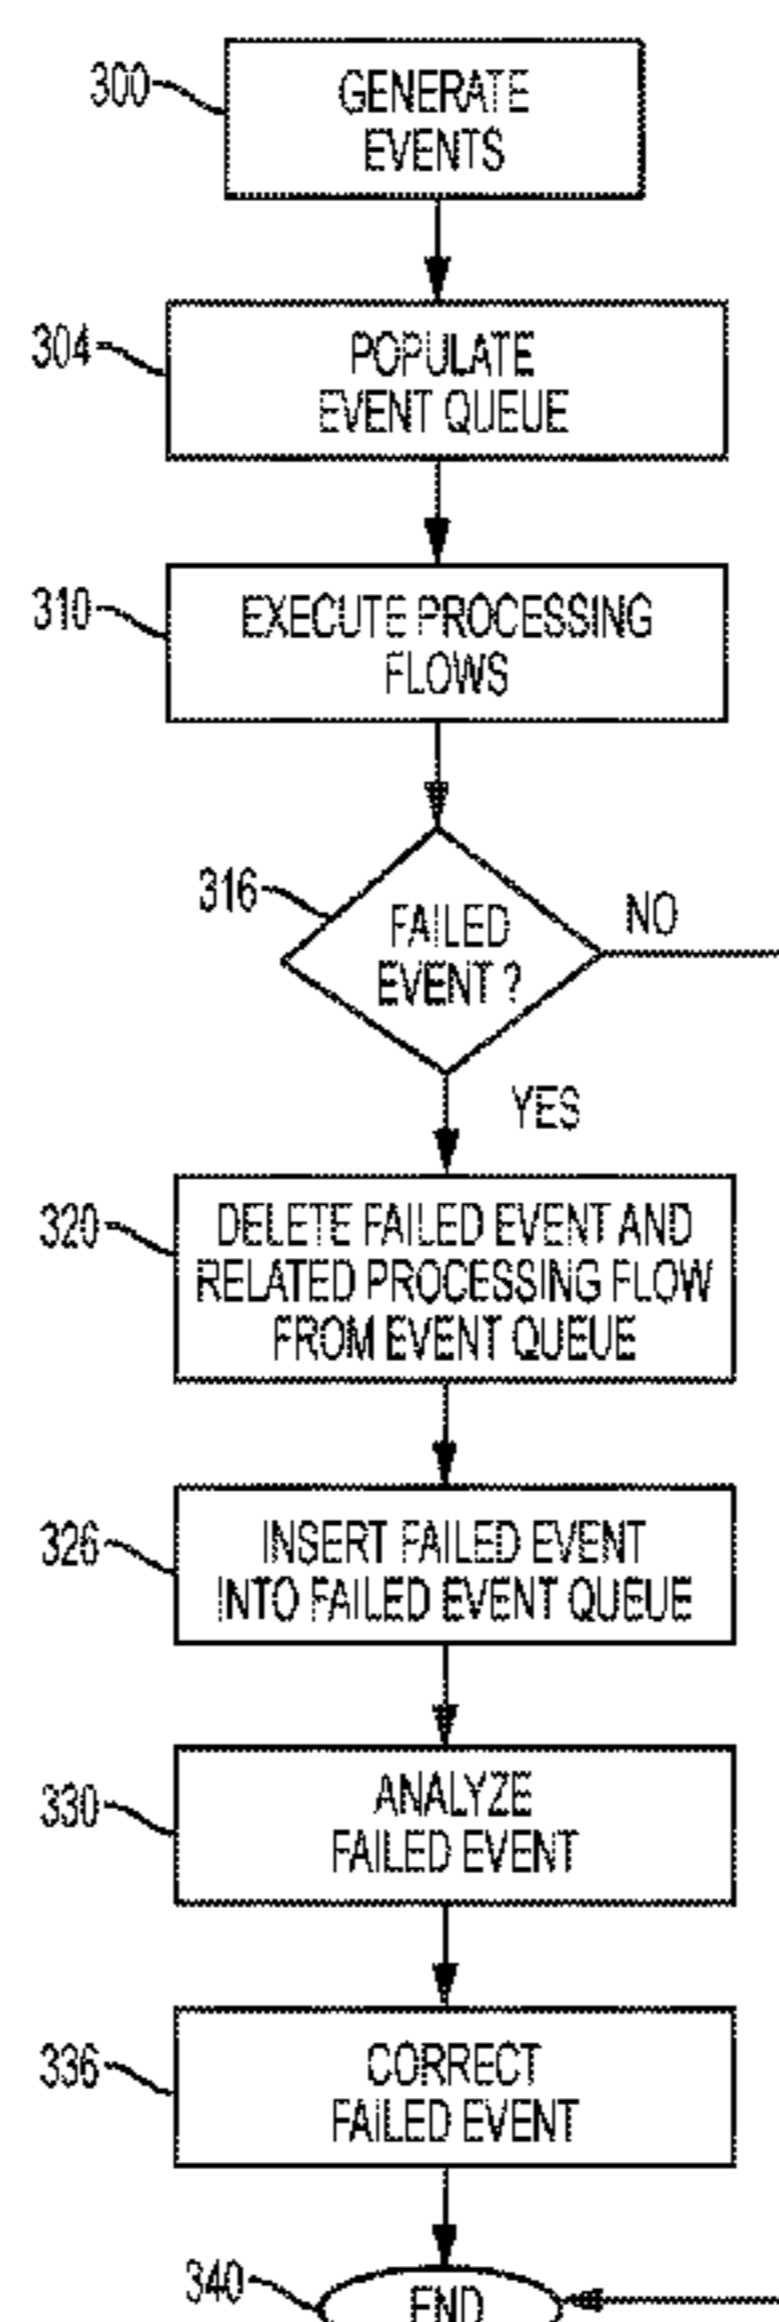 300
GENERATE
EVENTS
304
POPULATE
EVENT QUEUE
310
EXECUTE PROCESSING
FLOWS
316
FAILED
EVENT ?
NO
YES
320
DELETE FAILED EVENT AND
RELATED PROCESSING FLOW
FROM EVENT QUEUE
326
INSERT FAILED EVENT
INTO FAILED EVENT QUEUE
330
ANALYZE
FAILED EVENT
336
CORRECT
FAILED EVENT
340
END